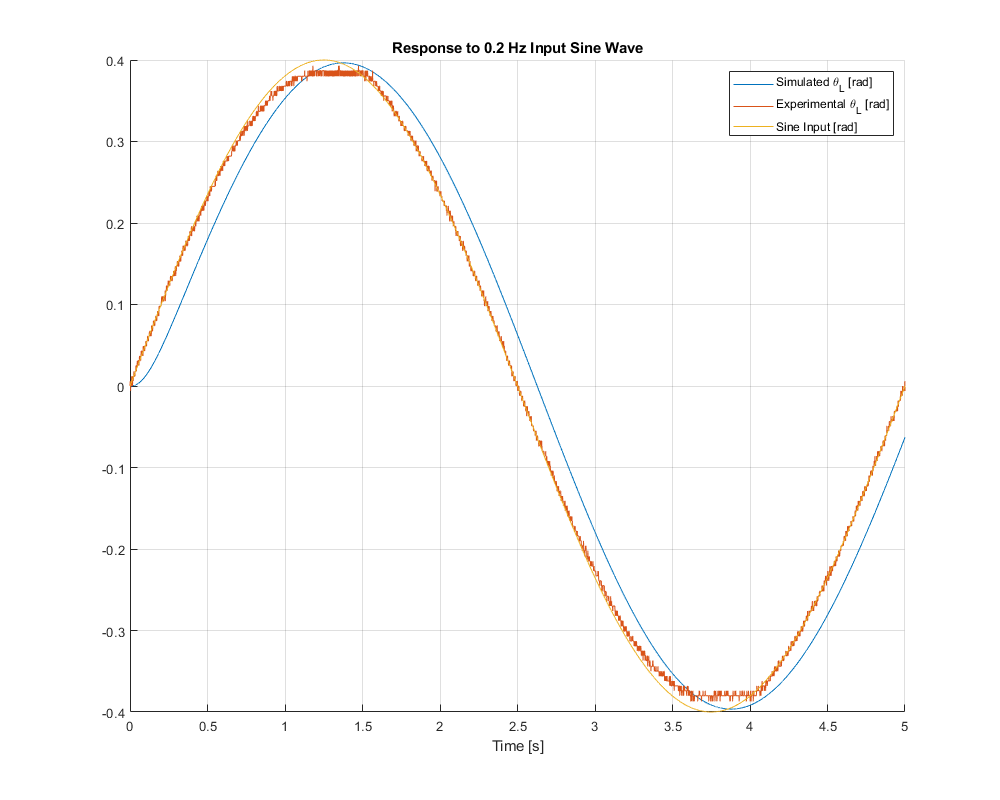 Response to 0.2 Hz Input Sine Wave
Simulated θL [rad]
Experimental θL [rad]
Sine Input [rad]
0.4
0.3
0.2
0.1
0
-0.1
-0.2
-0.3
-0.4
0 0.5 1 1.5 2 2.5 3 3.5 4 4.5 5
Time [s]